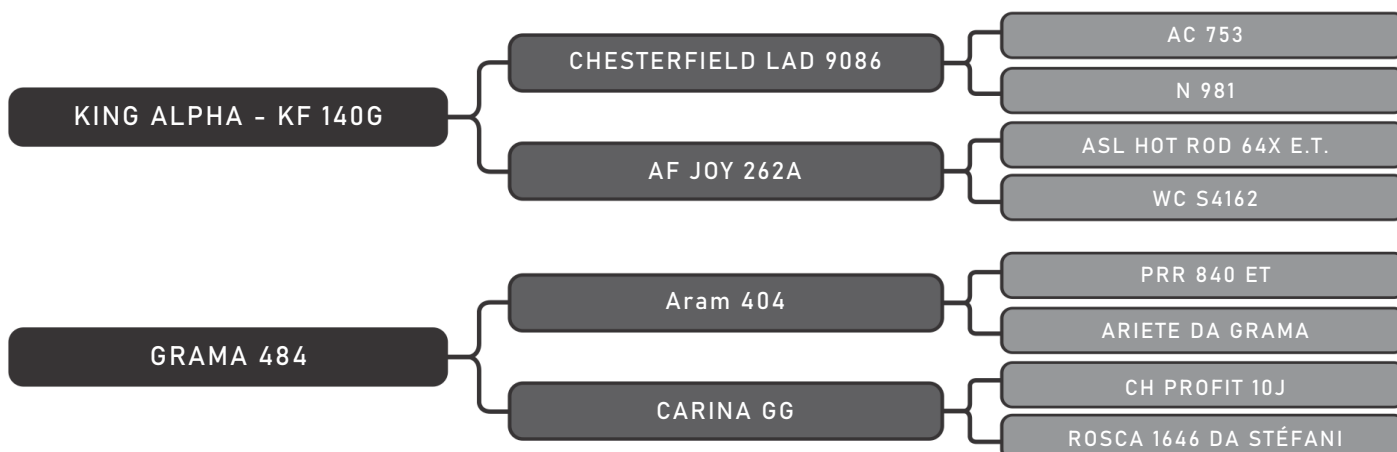 KING ALPHA - KF 140G
CHESTERFIELD LAD 9086
AC 753
N 981
AF JOY 262A
ASL HOT ROD 64X E.T.
WC S4162
GRAMA 484
Aram 404
PRR 840 ET
ARIETE DA GRAMA
CARINA GG
CH PROFIT 10J
ROSCA 1646 DA STÉFANI